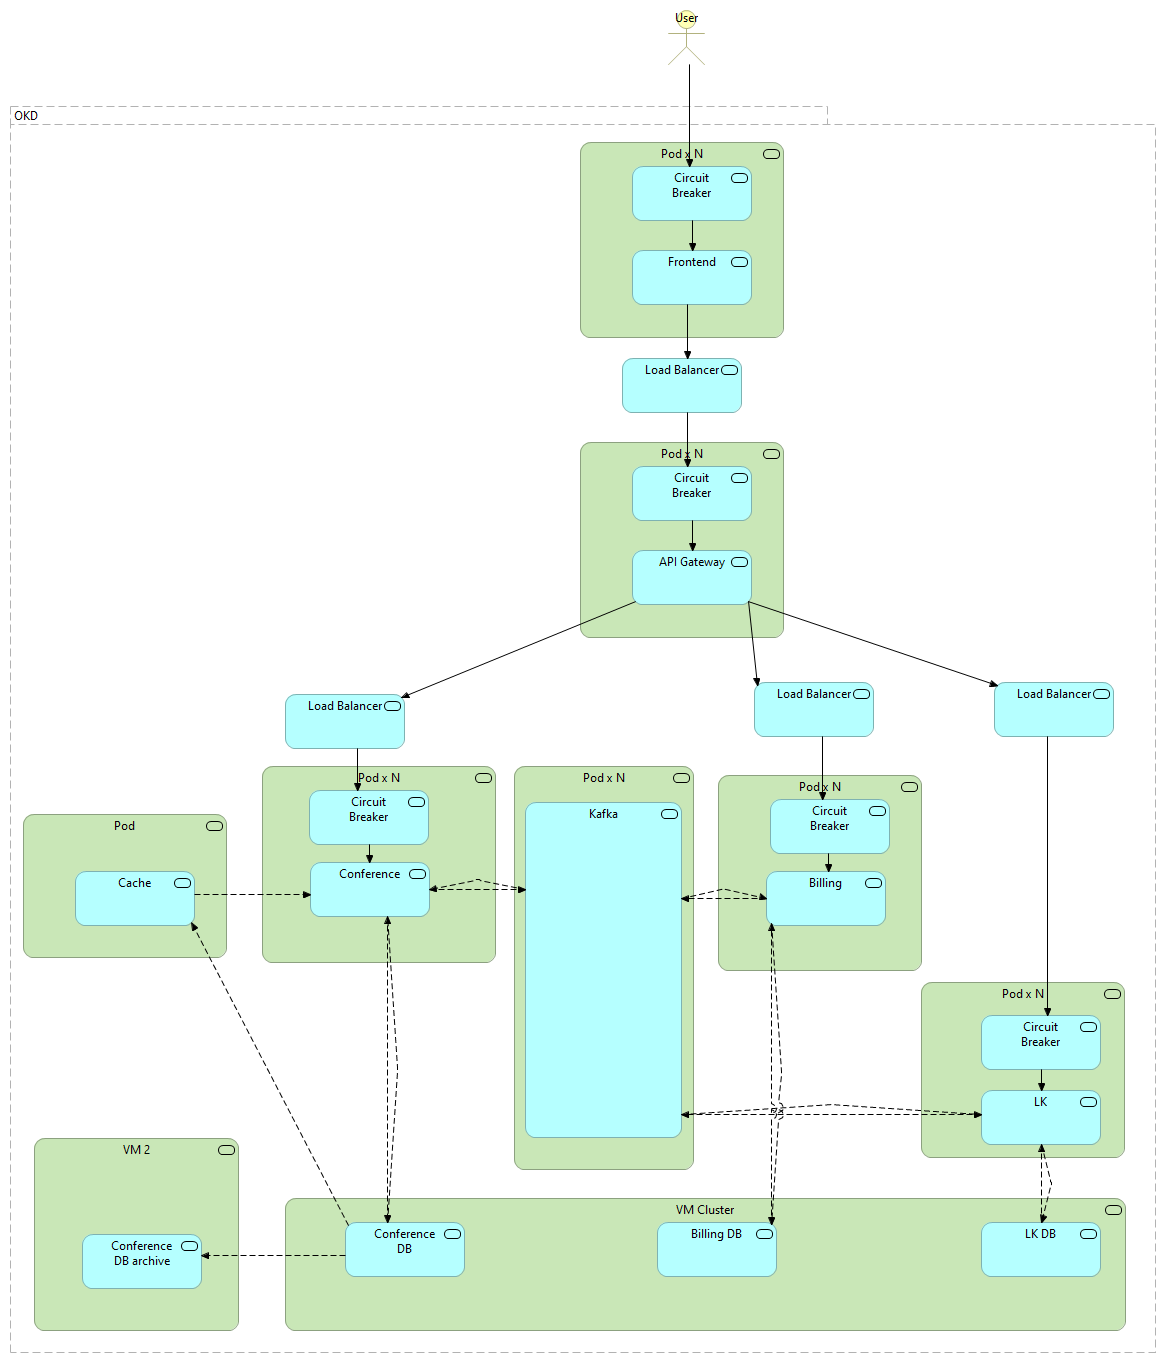 User
OKD
Pod x N
Circuit
Breaker
Frontend
Load Balancer
Pod x N
Circuit
Breaker
API Gateway
Load Balancer
Load Balancer
Load Balancer
Pod x N
Circuit
Breaker
Conference
Pod x N
Kafka
Pod x N
Circuit
Breaker
Billing
Pod
Cache
Pod x N
Circuit
Breaker
LK
VM 2
Conference
DB archive
VM Cluster
Conference
DB
Billing DB
LK DB